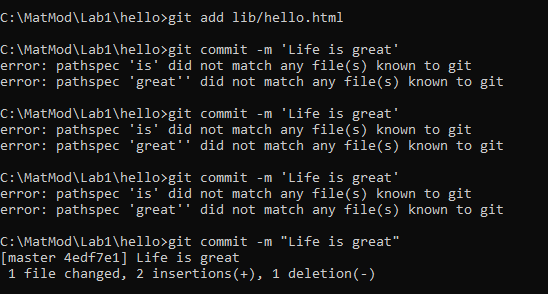 C:\MatMod\Lab1\hello>git add lib/hello.html
C:\MatMod\Lab1\hello>git commit -m 'Life is great'
error: pathspec 'is' did not match any file(s) known to git
error: pathspec 'great'' did not match any file(s) known to git
C:\MatMod\Lab1\hello>git commit -m 'Life is great'
error: pathspec 'is' did not match any file(s) known to git
error: pathspec 'great'' did not match any file(s) known to git
C:\MatMod\Lab1\hello>git commit -m 'Life is great'
error: pathspec 'is' did not match any file(s) known to git
error: pathspec 'great'' did not match any file(s) known to git
C:\MatMod\Lab1\hello>git commit -m "Life is great"
[master 4edf7e1] Life is great
 1 file changed, 2 insertions(+), 1 deletion(-)